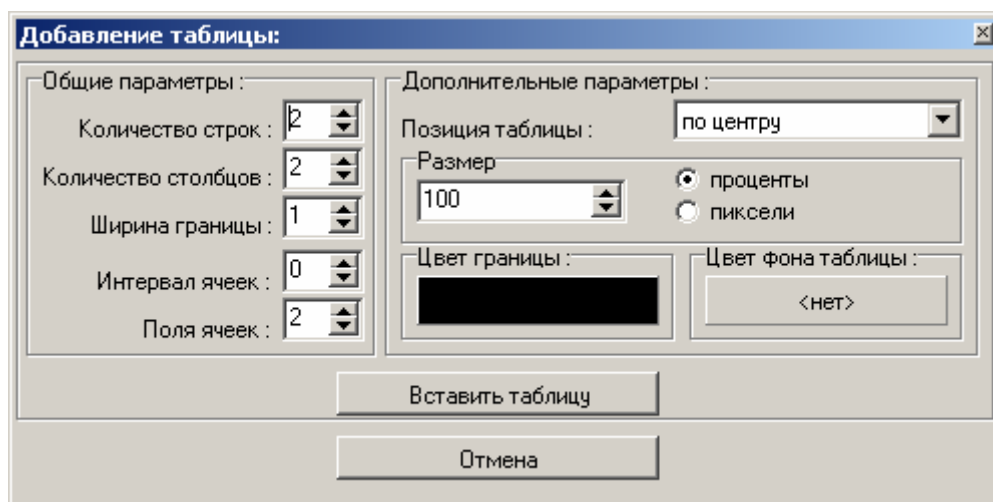 Добавление таблицы:
Общие параметры :
Количество строк : 2
Количество столбцов : 2
Ширина границы : 1
Интервал ячеек : 0
Поля ячеек : 2
Дополнительные параметры :
Позиция таблицы : по центру
Размер
100
проценты
пиксели
Цвет границы :
Цвет фона таблицы :
<нет>
Вставить таблицу
Отмена